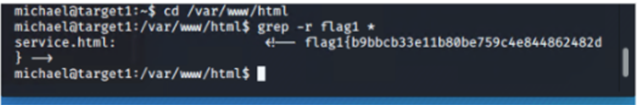 michael@target1:~$ cd /var/www/html
michael@target1:/var/www/html$ grep -r flag1 *
service.html:                   <!-- flag1{b9bbcb33e11b80be759c4e844862482d
} -->
michael@target1:/var/www/html$